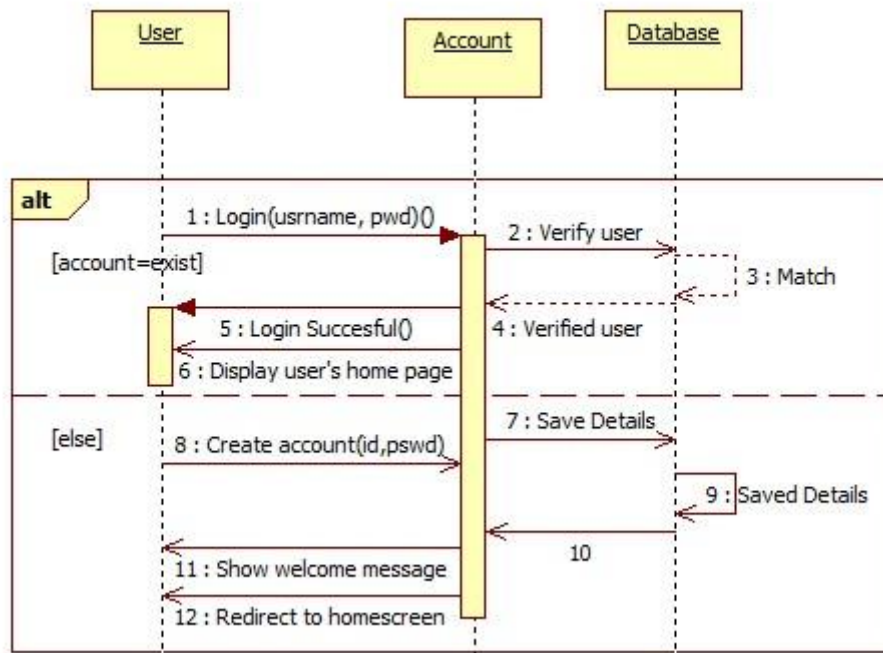 User
Account
Database
alt
1 : Login(usrname, pwd)()
2 : Verify user
[account=exist]
3 : Match
5 : Login Succesful()
4 : Verified user
6 : Display user's home page
[else]
7 : Save Details
8 : Create account(id,pswd)
9 : Saved Details
10
11 : Show welcome message
12 : Redirect to homescreen